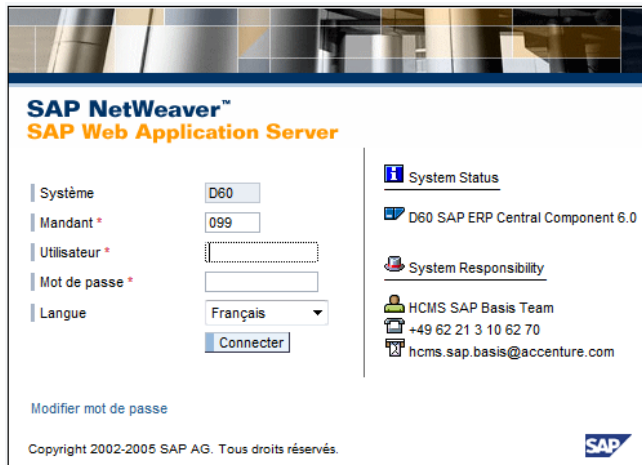 SAP NetWeaver™
SAP Web Application Server
Système D60
Mandant * 099
Utilisateur *
Mot de passe *
Langue Français
Connecter
Modifier mot de passe
Copyright 2002-2005 SAP AG. Tous droits réservés.
System Status
D60 SAP ERP Central Component 6.0
System Responsibility
HCMS SAP Basis Team
+49 62 21 3 10 62 70
hcms.sap.basis@accenture.com
SAP